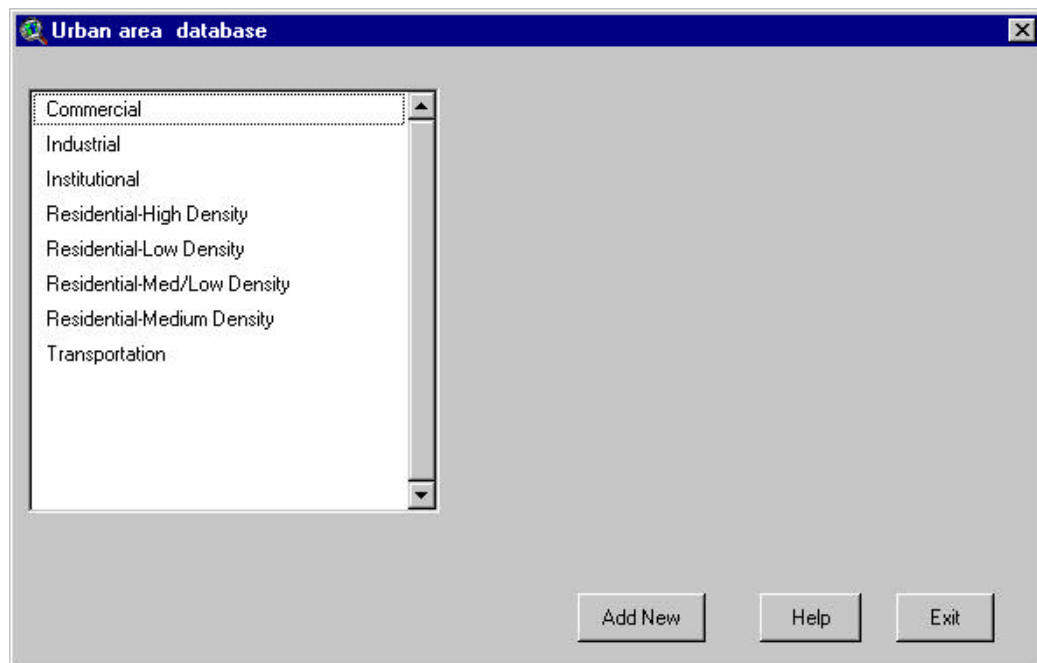 Urban area  database
Commercial
Industrial
Institutional
Residential-High Density
Residential-Low Density
Residential-Med/Low Density
Residential-Medium Density
Transportation
Add New
Help
Exit